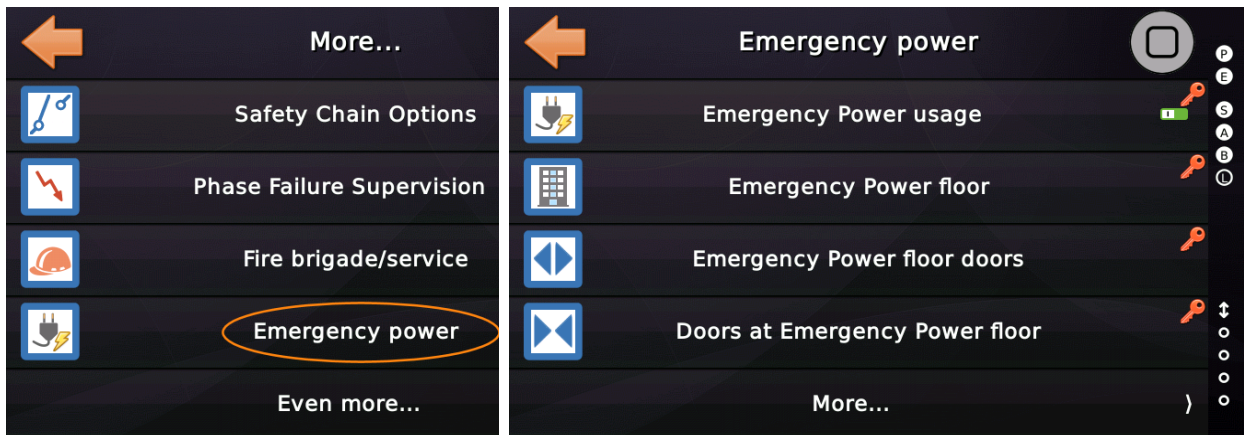 More...
Safety Chain Options
Phase Failure Supervision
Fire brigade/service
Emergency power
Even more...
Emergency power
Emergency Power usage
Emergency Power floor
Emergency Power floor doors
Doors at Emergency Power floor
More...
P
E
S
A
B
L